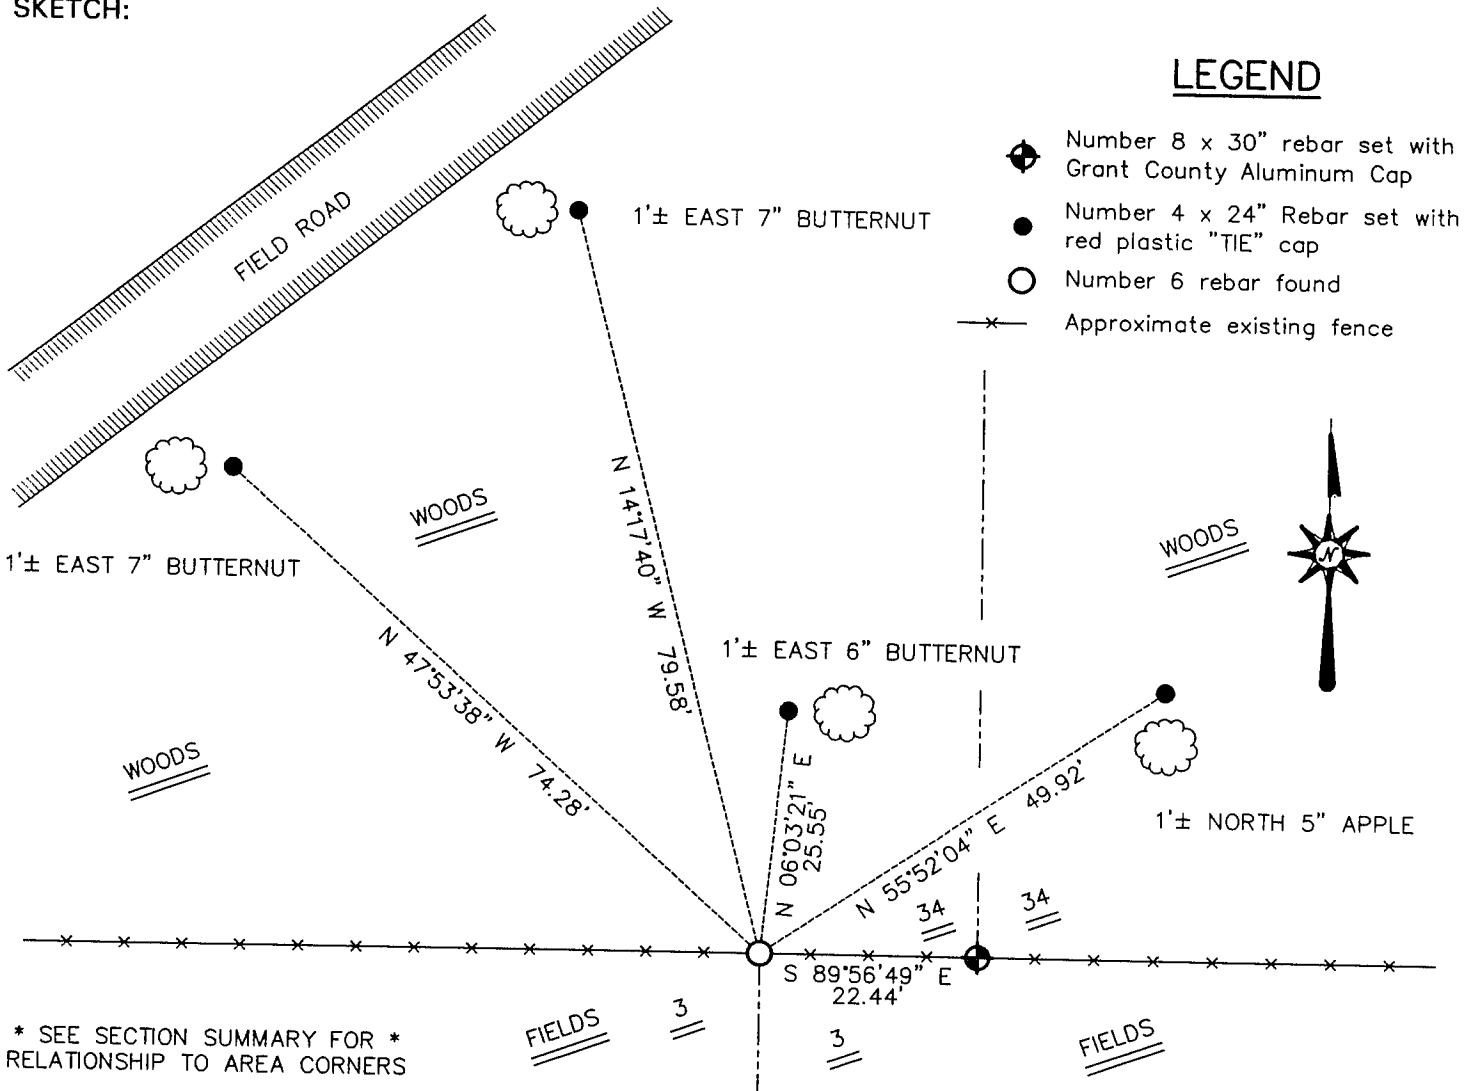 SKETCH:
LEGEND
Number 8 x 30" rebar set with
Grant County Aluminum Cap
Number 4 x 24" Rebar set with
red plastic "TIE" cap
Number 6 rebar found
Approximate existing fence
FIELD ROAD
1'± EAST 7" BUTTERNUT
1'± EAST 7" BUTTERNUT
WOODS
WOODS
N
N 14°17'40" W 79.58'
N 47°53'38" W 74.28'
1'± EAST 6" BUTTERNUT
WOODS
N 06°03'21" E
25.55'
N 55°52'04" E 49.92'
1'± NORTH 5" APPLE
34
34
S 89°56'49" E
22.44'
FIELDS
3
3
FIELDS
* SEE SECTION SUMMARY FOR *
RELATIONSHIP TO AREA CORNERS